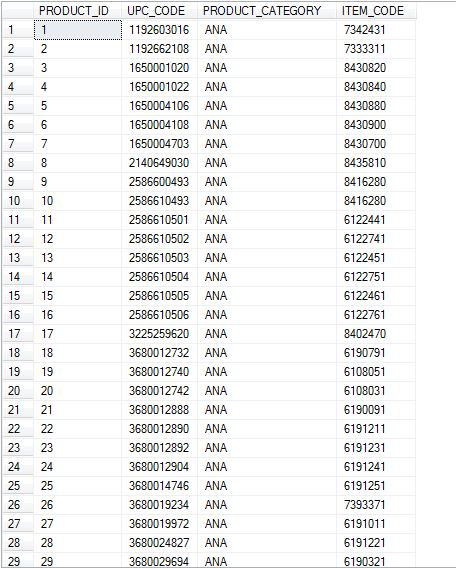 PRODUCT_ID UPC_CODE PRODUCT_CATEGORY ITEM_CODE
1 1 1192603016 ANA 7342431
2 2 1192662108 ANA 7333311
3 3 1650001020 ANA 8430820
4 4 1650001022 ANA 8430840
5 5 1650004106 ANA 8430880
6 6 1650004108 ANA 8430900
7 7 1650004703 ANA 8430700
8 8 2140649030 ANA 8435810
9 9 2586600493 ANA 8416280
10 10 2586610493 ANA 8416280
11 11 2586610501 ANA 6122441
12 12 2586610502 ANA 6122741
13 13 2586610503 ANA 6122451
14 14 2586610504 ANA 6122751
15 15 2586610505 ANA 6122461
16 16 2586610506 ANA 6122761
17 17 3225259620 ANA 8402470
18 18 3680012732 ANA 6190791
19 19 3680012740 ANA 6108051
20 20 3680012742 ANA 6108031
21 21 3680012888 ANA 6190091
22 22 3680012890 ANA 6191211
23 23 3680012892 ANA 6191231
24 24 3680012904 ANA 6191241
25 25 3680014746 ANA 6191251
26 26 3680019234 ANA 7393371
27 27 3680019972 ANA 6191011
28 28 3680024827 ANA 6191221
29 29 3680029694 ANA 6190321